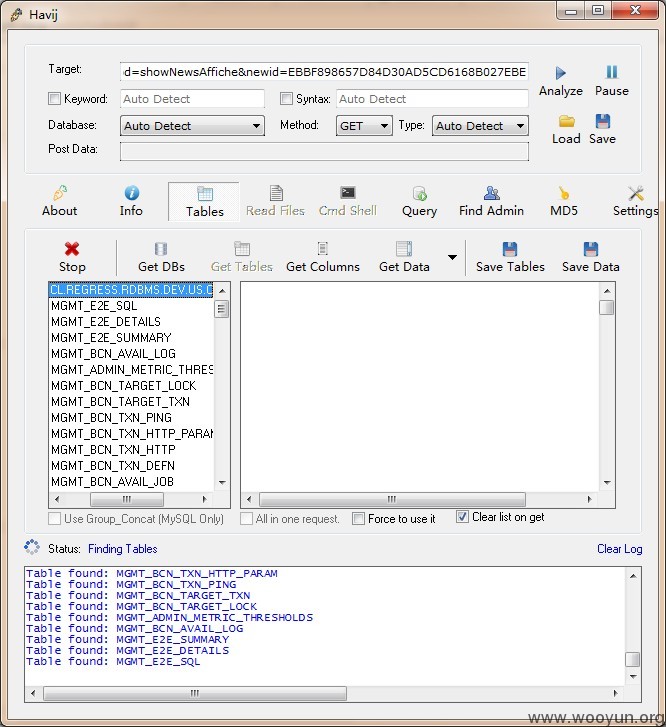 Havij
Target: d=showNewsAffiche&newid=EBBF898657D84D30AD5CD6168B027EBE
Analyze Pause
Keyword: Auto Detect Syntax: Auto Detect
Database: Auto Detect Method: GET Type: Auto Detect
Load Save
Post Data:
About Info Tables Read Files Cmd Shell Query Find Admin MD5 Settings
Stop Get DBs Get Tables Get Columns Get Data Save Tables Save Data
CL.REGRESS.RDBMS.DEV.US.O
MGMT_E2E_SQL
MGMT_E2E_DETAILS
MGMT_E2E_SUMMARY
MGMT_BCN_AVAIL_LOG
MGMT_ADMIN_METRIC_THRES
MGMT_BCN_TARGET_LOCK
MGMT_BCN_TARGET_TXN
MGMT_BCN_TXN_PING
MGMT_BCN_TXN_HTTP_PARAM
MGMT_BCN_TXN_HTTP
MGMT_BCN_TXN_DEFN
MGMT_BCN_AVAIL_JOB
Use Group_Concat (MySQL Only) All in one request. Force to use it Clear list on get
Status: Finding Tables Clear Log
Table found: MGMT_BCN_TXN_HTTP_PARAM
Table found: MGMT_BCN_TXN_PING
Table found: MGMT_BCN_TARGET_TXN
Table found: MGMT_BCN_TARGET_LOCK
Table found: MGMT_ADMIN_METRIC_THRESHOLDS
Table found: MGMT_BCN_AVAIL_LOG
Table found: MGMT_E2E_SUMMARY
Table found: MGMT_E2E_DETAILS
Table found: MGMT_E2E_SQL
www.wooyun.org